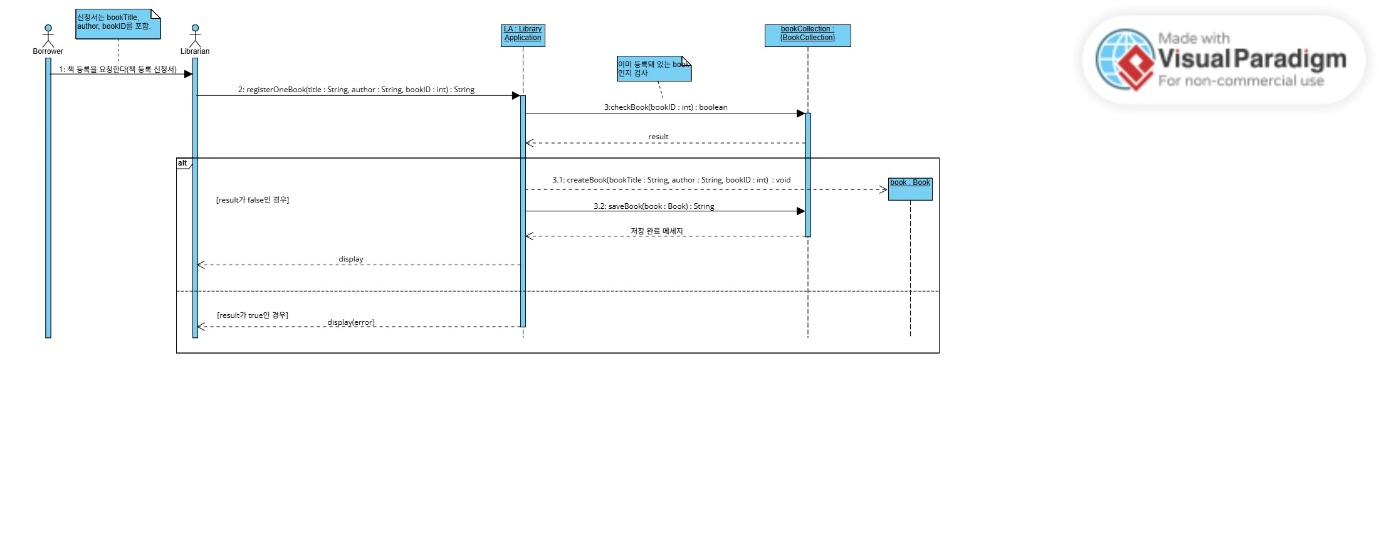 신청서는 bookTitle,
author, bookID를 포함.
Borrower
Librarian
LA : Library
Application
bookCollection :
{BookCollection}
Made with
Visual Paradigm
For non-commercial use
이미 등록돼 있는 book
인지 검사
1: 책 등록을 요청한다(책 등록 신청서)
2: registerOneBook(title : String, author : String, bookID : int) : String
3:checkBook(bookID : int) : boolean
result
alt
3.1: createBook(bookTitle : String, author : String, bookID : int) : void
book : Book
[result가 false인 경우]
3.2: saveBook(book : Book) : String
저장 완료 메세지
display
[result가 true인 경우]
display(error)